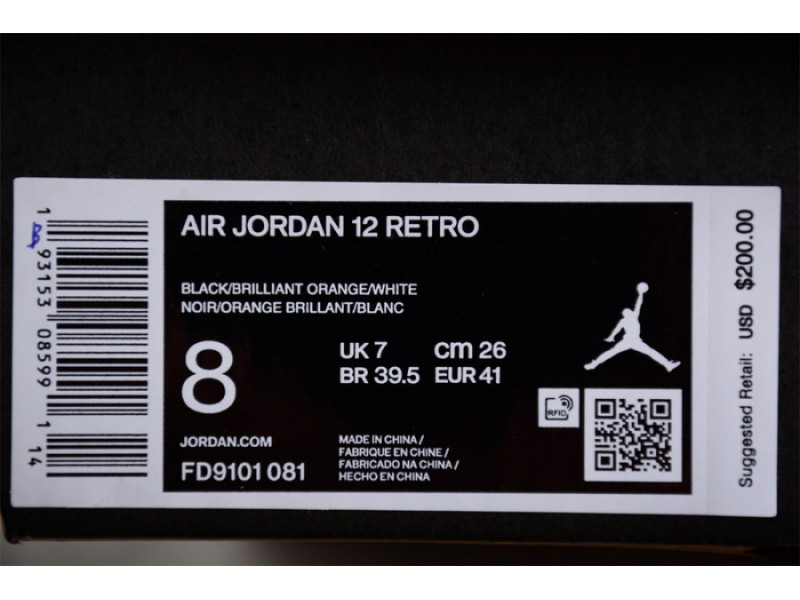 AIR JORDAN 12 RETRO
BLACK/BRILLIANT ORANGE/WHITE
NOIR/ORANGE BRILLANT/BLANC
8
UK 7 cm 26
BR 39.5 EUR 41
JORDAN.COM
FD9101 081
MADE IN CHINA /
FABRIQUE EN CHINE /
FABRICADO NA CHINA /
HECHO EN CHINA
RFID
1 93153 08599 1 14
Suggested Retail: USD $200.00